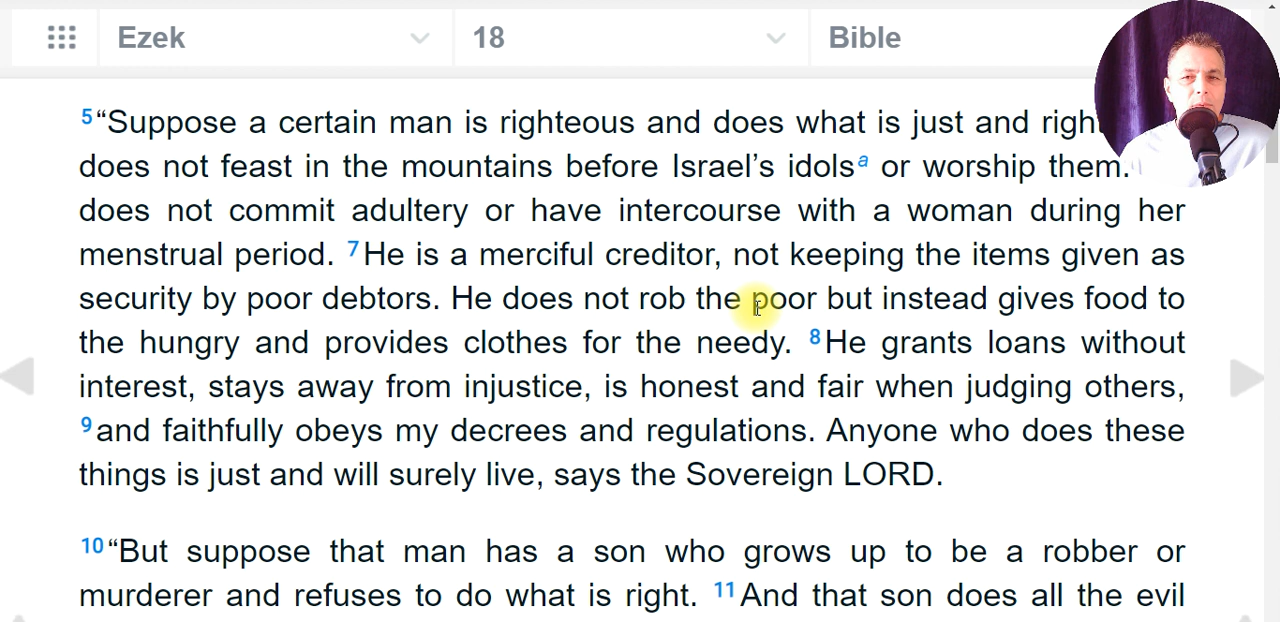 Ezek 18 Bible
5“Suppose a certain man is righteous and does what is just and
does not feast in the mountains before Israel’s idolsa or worship them.
does not commit adultery or have intercourse with a woman during her
menstrual period. 7He is a merciful creditor, not keeping the items given as
security by poor debtors. He does not rob the poor but instead gives food to
the hungry and provides clothes for the needy. 8He grants loans without
interest, stays away from injustice, is honest and fair when judging others,
9and faithfully obeys my decrees and regulations. Anyone who does these
things is just and will surely live, says the Sovereign LORD.
10“But suppose that man has a son who grows up to be a robber or
murderer and refuses to do what is right. 11And that son does all the evil